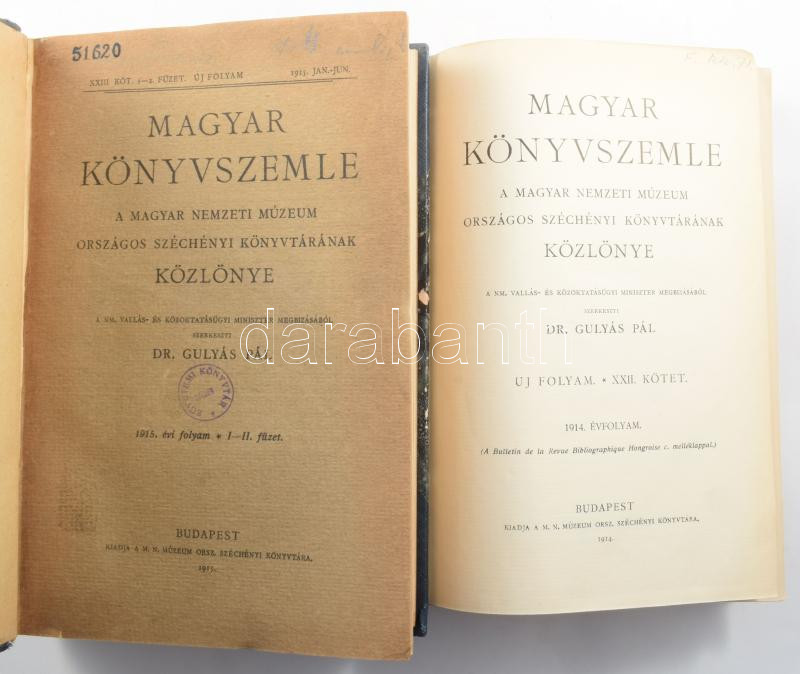 51620
XXIII KÖT. 1—2. FÜZET. ÚJ FOLYAM 1915. JAN.-JUN.
MAGYAR
KÖNYVSZEMLE
A MAGYAR NEMZETI MÚZEUM
ORSZÁGOS SZÉCHÉNYI KÖNYVTÁRÁNAK
KÖZLÖNYE
A NM. VALLÁS- ÉS KÖZOKTATÁSÜGYI MINISZTER MEGBIZÁSÁBÓL
SZERKESZTI
DR. GULYÁS PÁL
EGYETEMI KÖNYVTÁR
1915. évi folyam * I—II. füzet.
BUDAPEST
KIADJA A M. N. MÚZEUM ORSZ. SZÉCHÉNYI KÖNYVTÁRA.
1915.
MAGYAR
KÖNYVSZEMLE
A MAGYAR NEMZETI MÚZEUM
ORSZÁGOS SZÉCHÉNYI KÖNYVTÁRÁNAK
KÖZLÖNYE
A NM. VALLÁS- ÉS KÖZOKTATÁSÜGYI MINISZTER MEGBIZÁSÁBÓL
SZERKESZTI
DR. GULYÁS PÁL
UJ FOLYAM. * XXII. KÖTET.
1914. ÉVFOLYAM.
(A Bulletin de la Revue Bibliographique Hongroise c. melléklappal.)
BUDAPEST
KIADJA A M. N. MÚZEUM ORSZ. SZÉCHÉNYI KÖNYVTÁRA.
1914.
darabanth